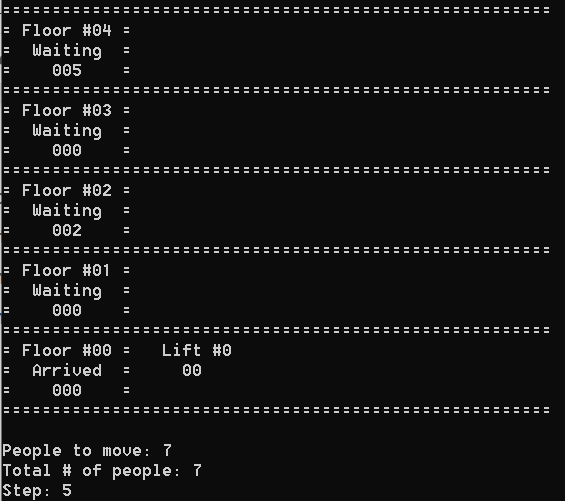 =======================================================
= Floor #04 =
=  Waiting  =
=    005    =
=======================================================
= Floor #03 =
=  Waiting  =
=    000    =
=======================================================
= Floor #02 =
=  Waiting  =
=    002    =
=======================================================
= Floor #01 =
=  Waiting  =
=    000    =
=======================================================
= Floor #00 =   Lift #0
=  Arrived  =     00
=    000    =
=======================================================
People to move: 7
Total # of people: 7
Step: 5